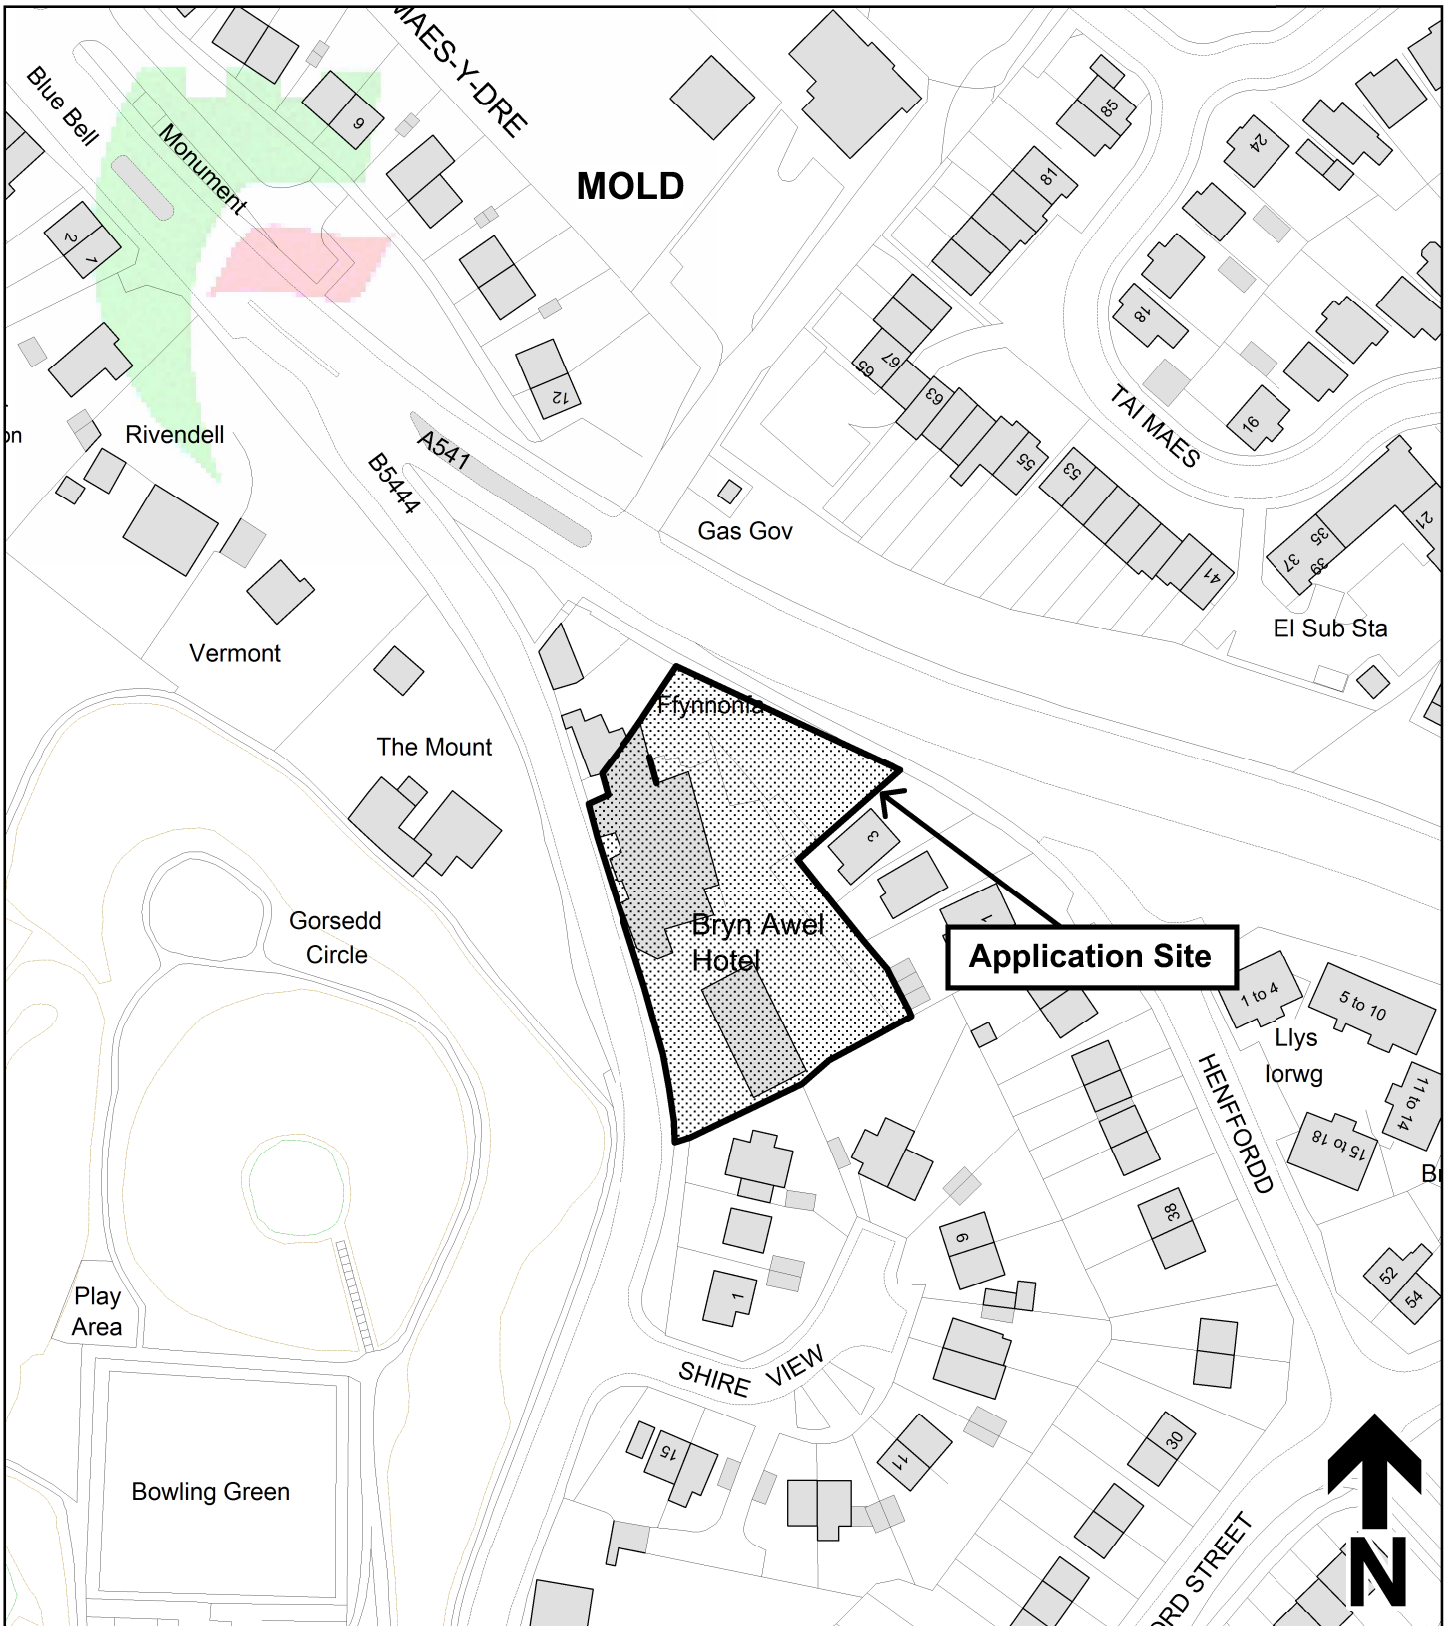 MAES-Y-DRE
Blue Bell
Monument
9
MOLD
85
81
24
2
1
18
12
67
65
63
55
53
41
16
TAI MAES
21
35
37
39
Rivendell
A541
B5444
Gas Gov
El Sub Sta
Vermont
Ffynnonfa
The Mount
3
1
Gorsedd
Circle
Bryn Awel
Hotel
Application Site
1 to 4
5 to 10
Llys
Iorwg
11 to 14
15 to 18
HENFFORDD
38
9
1
52
54
Play
Area
SHIRE VIEW
15
11
30
Bowling Green
ORD STREET
N